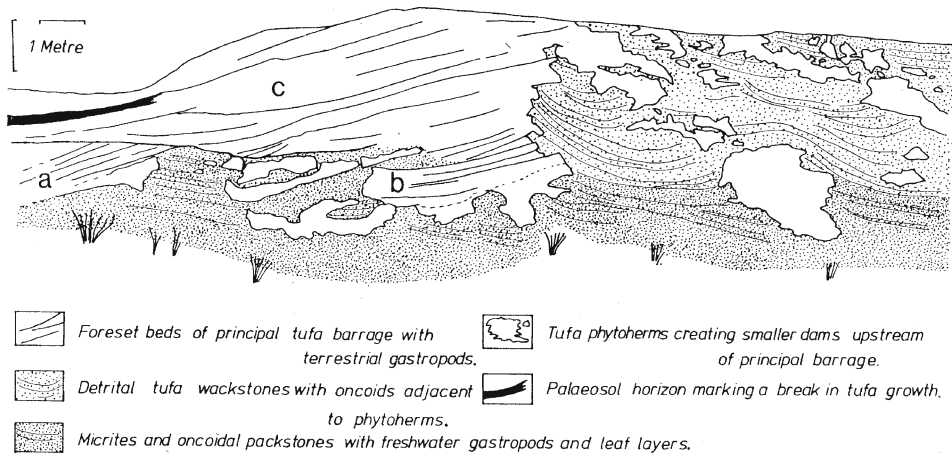 1 Metre
c
a
b
Foreset beds of principal tufa barrage with
terrestrial gastropods.
Detrital tufa wackstones with oncoids adjacent
to phytoherms.
Micrites and oncoidal packstones with freshwater gastropods and leaf layers.
Tufa phytoherms creating smaller dams upstream
of principal barrage.
Palaeosol horizon marking a break in tufa growth.